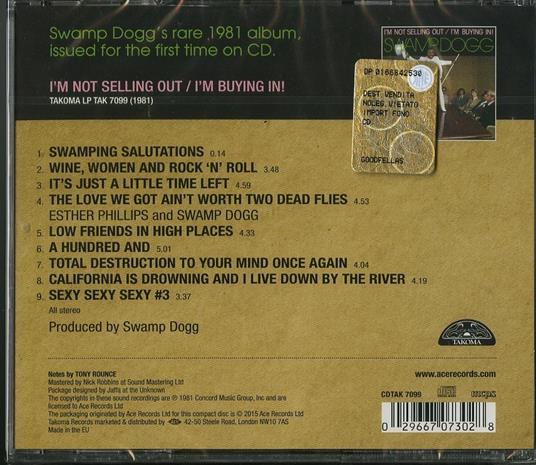 Swamp Dogg's rare 1981 album,
issued for the first time on CD.
I'M NOT SELLING OUT / I'M BUYING IN!
SWAMP DOGG
I'M NOT SELLING OUT / I'M BUYING IN!
TAKOMA LP TAK 7099 (1981)
DP 0166842530
DEST. VENDITA
NOLEG. VIETATO
IMPORT FONO
CD.
GOODFELLAS
1. SWAMPING SALUTATIONS 0.14
2. WINE, WOMEN AND ROCK 'N' ROLL 3.48
3. IT'S JUST A LITTLE TIME LEFT 4.59
4. THE LOVE WE GOT AIN'T WORTH TWO DEAD FLIES 4.53
ESTHER PHILLIPS and SWAMP DOGG
5. LOW FRIENDS IN HIGH PLACES 4.33
6. A HUNDRED AND 5.01
7. TOTAL DESTRUCTION TO YOUR MIND ONCE AGAIN 4.04
8. CALIFORNIA IS DROWNING AND I LIVE DOWN BY THE RIVER 4.19
9. SEXY SEXY SEXY #3 3.37
All stereo
Produced by Swamp Dogg
TAKOMA
Notes by TONY ROUNCE
Mastered by Nick Robbins at Sound Mastering Ltd
Package designed by Jaffa at the Unknown
The copyrights in these sound recordings are ℗ 1981 Concord Music Group, Inc and are
licensed to Ace Records Ltd
The packaging originated by Ace Records Ltd for this compact disc is © 2015 Ace Records Ltd
Takoma Records marketed & distributed by Ace 42-50 Steele Road, London NW10 7AS
Made in the EU
www.acerecords.com
CDTAK 7099
mcps
0 29667 07302 8